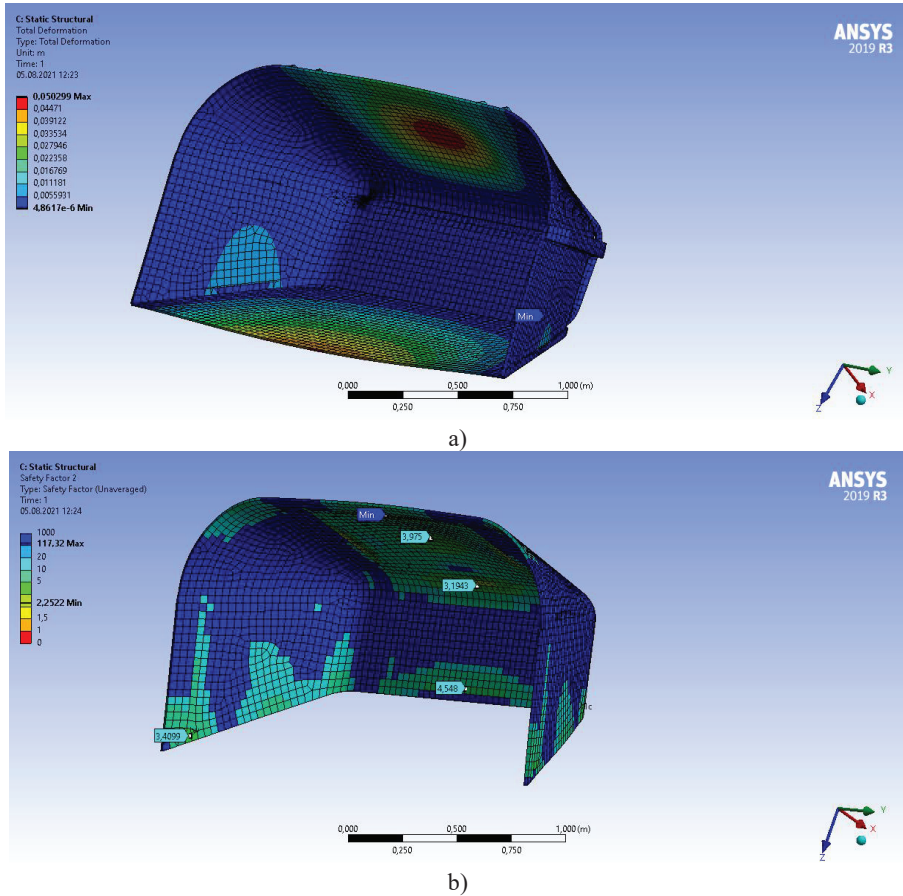 C: Static Structural
Total Deformation
Type: Total Deformation
Unit: m
Time: 1
05.08.2021 12:23
0,050299 Max
0,04471
0,039122
0,033534
0,027946
0,022358
0,016769
0,011181
0,0055931
4,8617e-6 Min
ANSYS
2019 R3
Min
0,000 0,500 1,000 (m)
0,250 0,750
Y
X
Z
a)
C: Static Structural
Safety Factor 2
Type: Safety Factor (Unaveraged)
Time: 1
05.08.2021 12:24
1000
117,32 Max
20
10
5
2,2522 Min
1,5
1
0
ANSYS
2019 R3
Min
3,975
3,1943
4,548
3,4099
0,000 0,500 1,000 (m)
0,250 0,750
Y
X
Z
b)